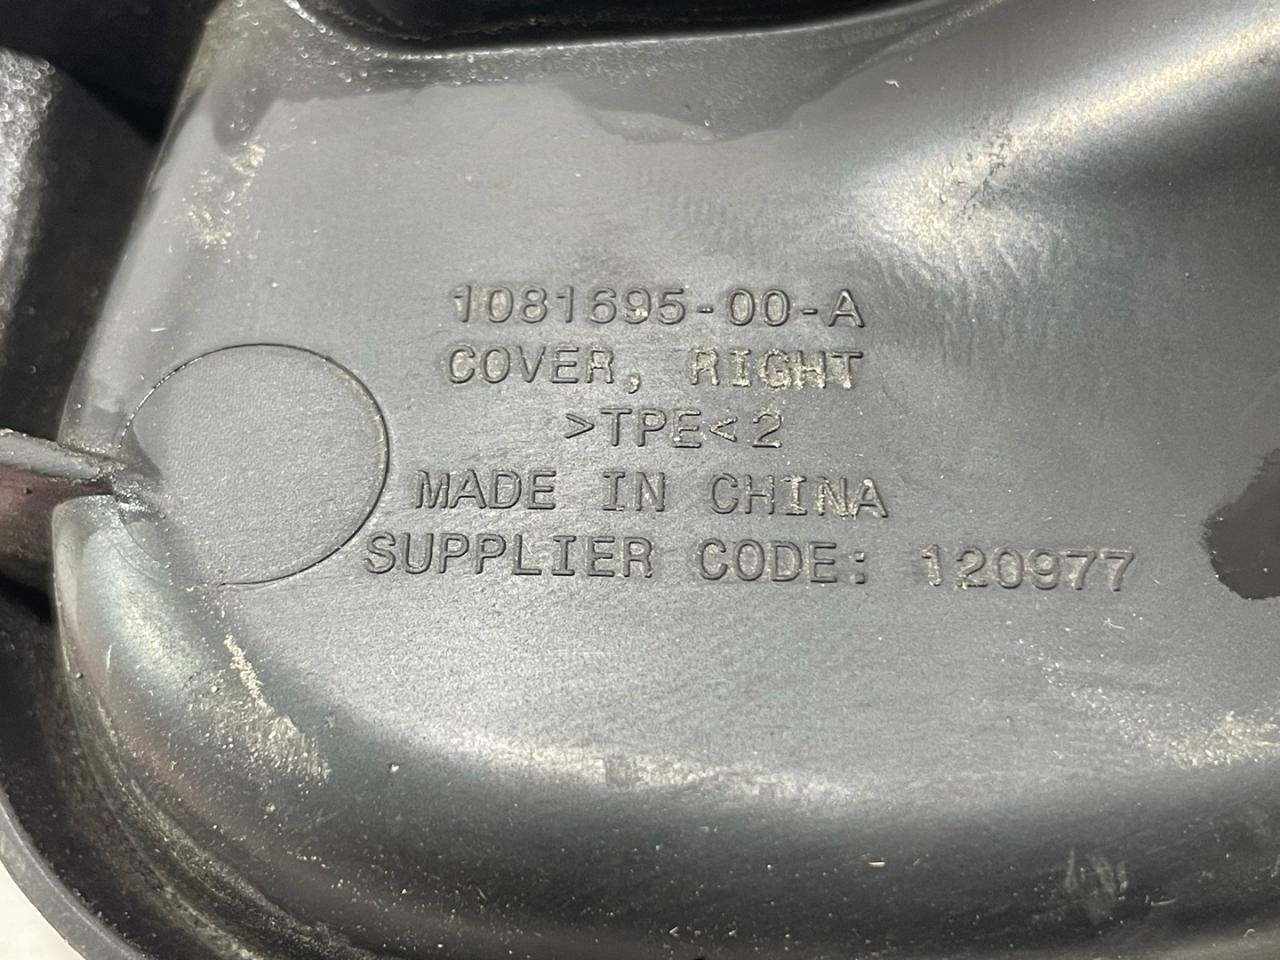 1081695-00-A
COVER, RIGHT
>TPE<2
MADE IN CHINA
SUPPLIER CODE: 120977